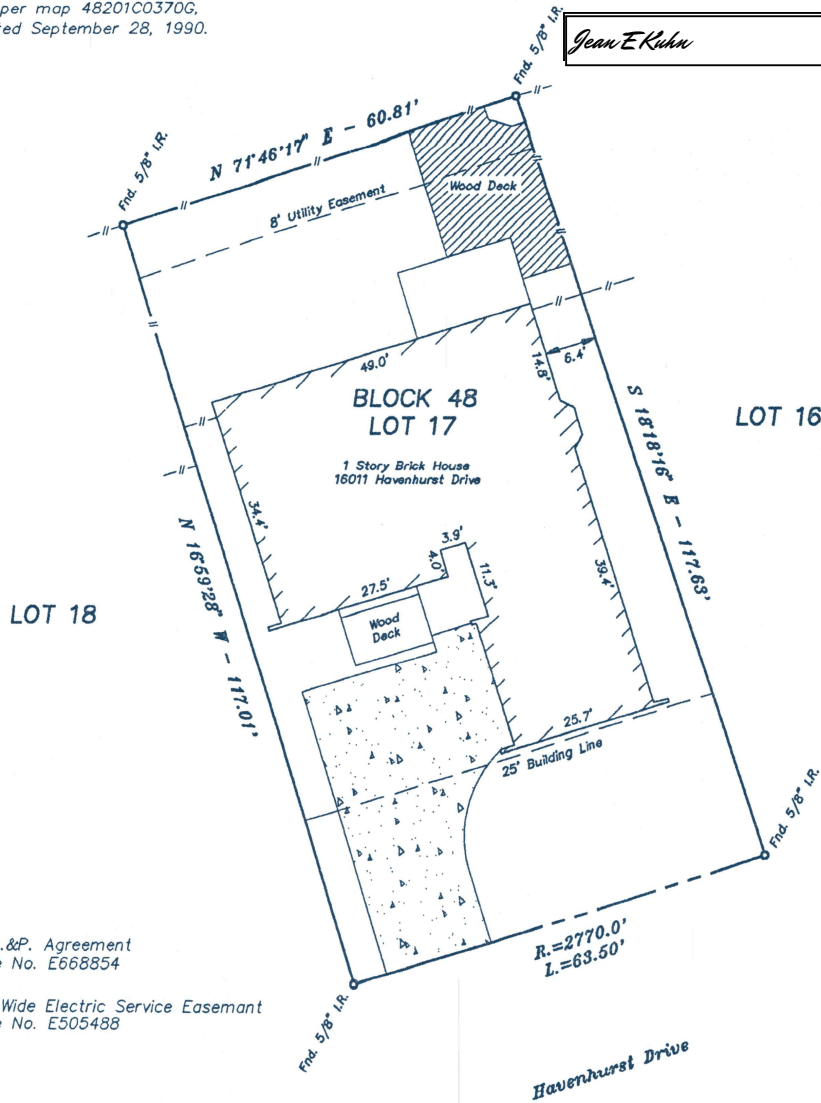 per map 48201C0370G,
ted September 28, 1990.
Jean E Kuhn
Fnd. 5/8" I.R.
Fnd. 5/8" I.R.
N 71°46'17" E - 60.81'
8' Utility Easement
Wood Deck
49.0'
14.8'
6.4'
BLOCK 48
LOT 17
LOT 16
1 Story Brick House
16011 Havenhurst Drive
S 18°18'16" E - 117.63'
34.4'
3.9'
4.0'
11.3'
39.4'
27.5'
N 16°59'28" W - 117.01'
LOT 18
Wood
Deck
25.7'
25' Building Line
Fnd. 5/8" I.R.
.&P. Agreement
No. E668854
R.=2770.0'
L.=63.50'
Wide Electric Service Easemant
No. E505488
Fnd. 5/8" I.R.
Havenhurst Drive